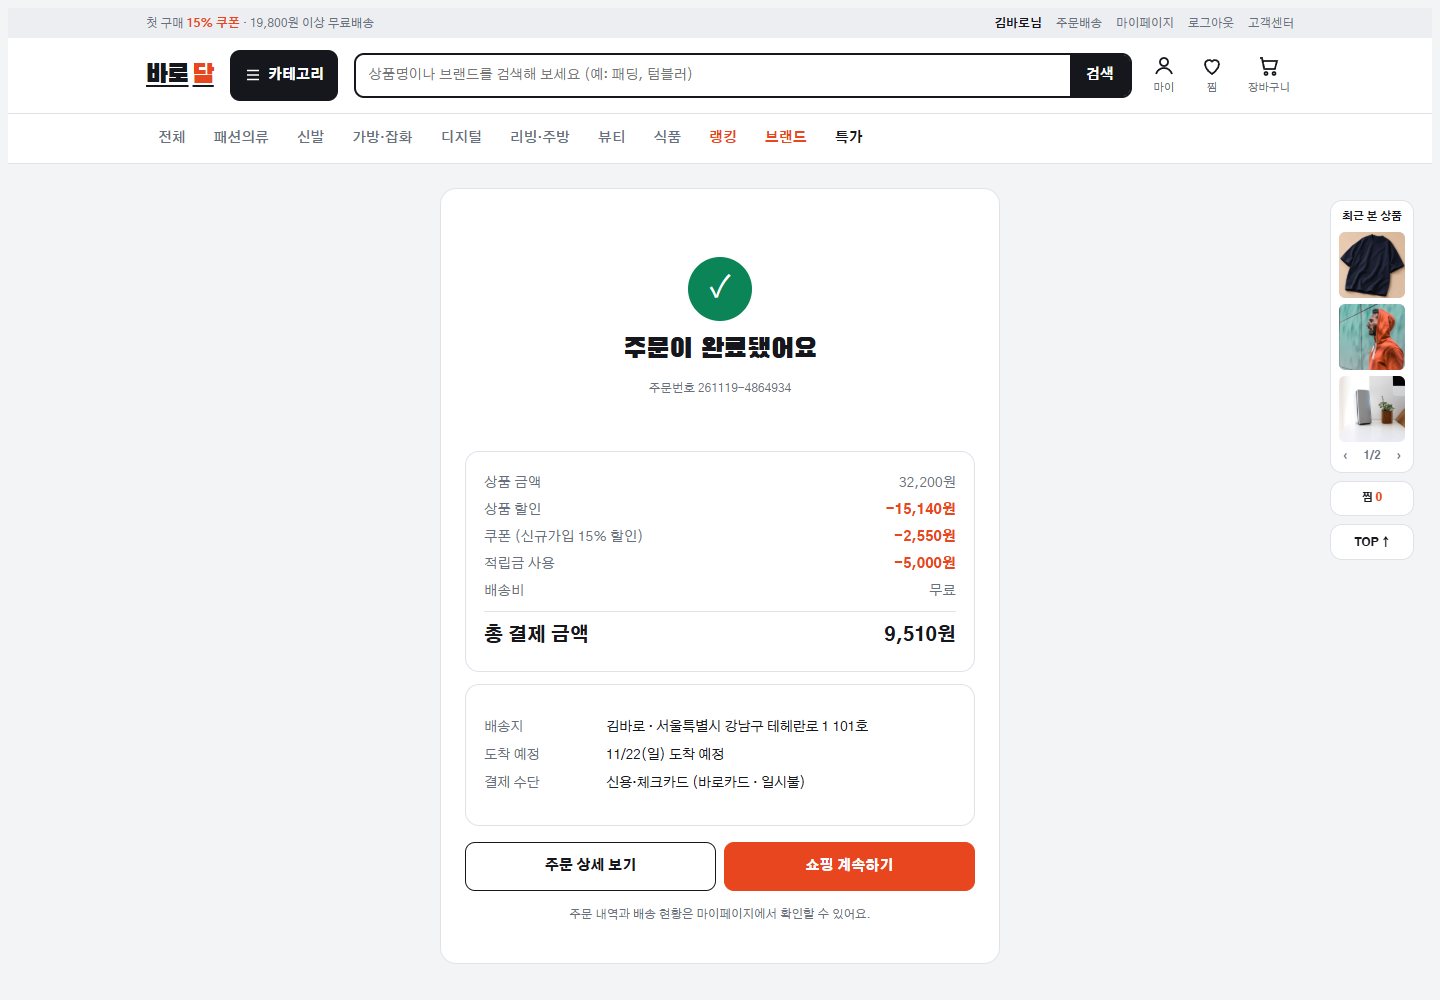 첫 구매 15% 쿠폰 · 19,800원 이상 무료배송
김바로님 주문배송 마이페이지 로그아웃 고객센터
바로달
카테고리
상품명이나 브랜드를 검색해 보세요 (예: 패딩, 텀블러)
검색
마이 찜 장바구니
전체 패션의류 신발 가방·잡화 디지털 리빙·주방 뷰티 식품 랭킹 브랜드 특가
✓
주문이 완료됐어요
주문번호 261119-4864934
상품 금액 32,200원
상품 할인 -15,140원
쿠폰 (신규가입 15% 할인) -2,550원
적립금 사용 -5,000원
배송비 무료
총 결제 금액 9,510원
배송지 김바로 · 서울특별시 강남구 테헤란로 1 101호
도착 예정 11/22(일) 도착 예정
결제 수단 신용·체크카드 (바로카드 · 일시불)
주문 상세 보기 쇼핑 계속하기
주문 내역과 배송 현황은 마이페이지에서 확인할 수 있어요.
최근 본 상품
‹ 1/2 ›
찜 0
TOP ↑